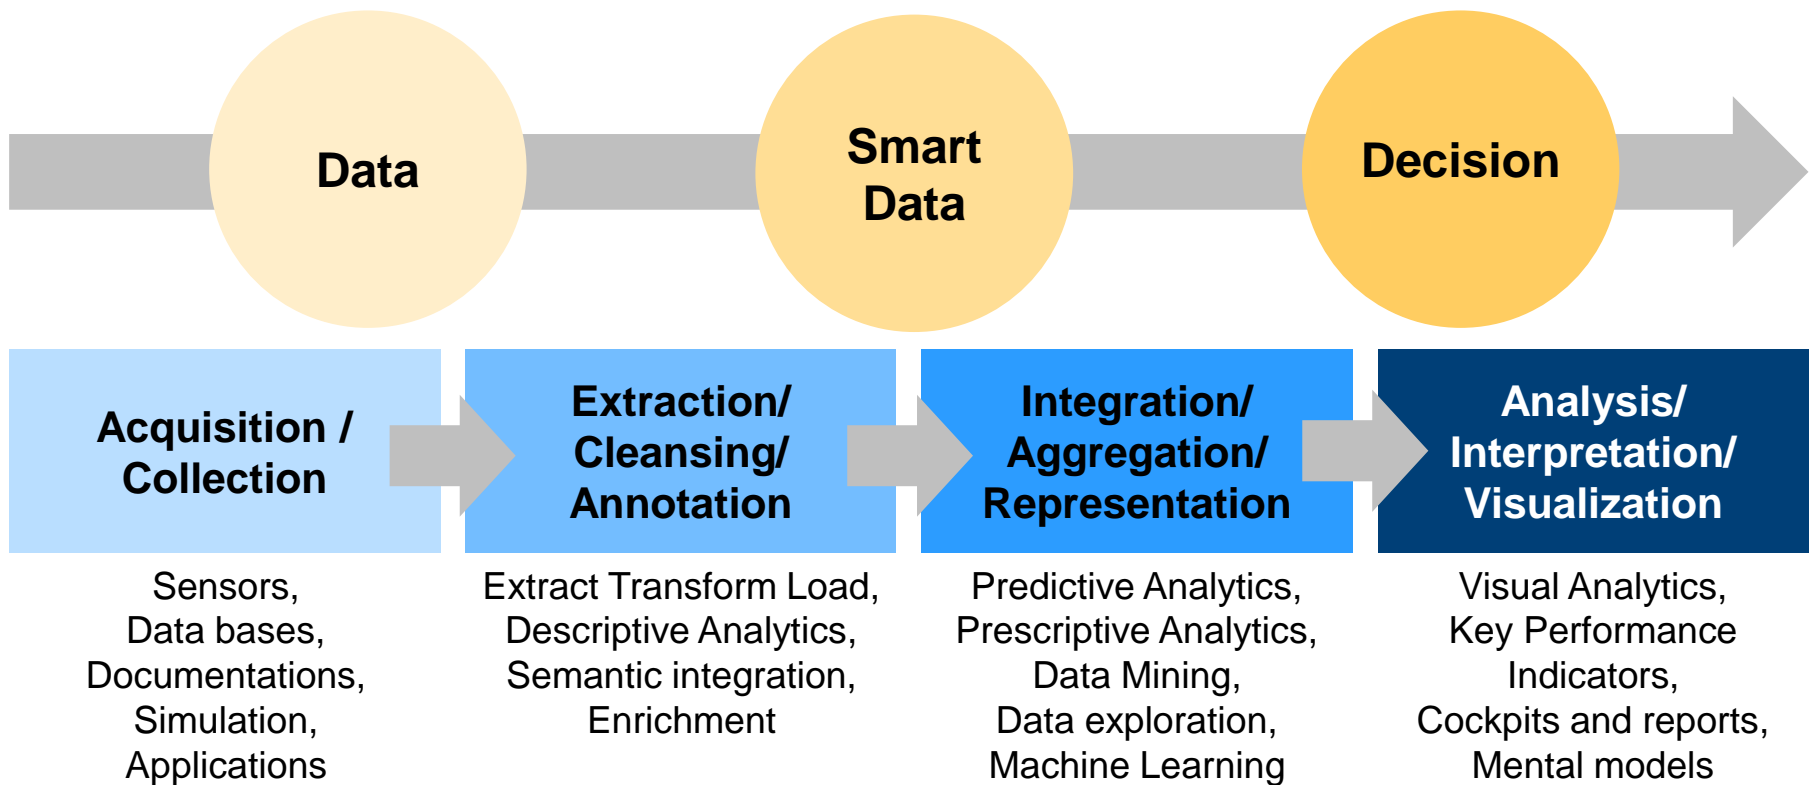 Data
Smart
Data
Decision
Acquisition /
Collection
Extraction/
Cleansing/
Annotation
Integration/
Aggregation/
Representation
Analysis/
Interpretation/
Visualization
Sensors,
Data bases,
Documentations,
Simulation,
Applications
Extract Transform Load,
Descriptive Analytics,
Semantic integration,
Enrichment
Predictive Analytics,
Prescriptive Analytics,
Data Mining,
Data exploration,
Machine Learning
Visual Analytics,
Key Performance
Indicators,
Cockpits and reports,
Mental models